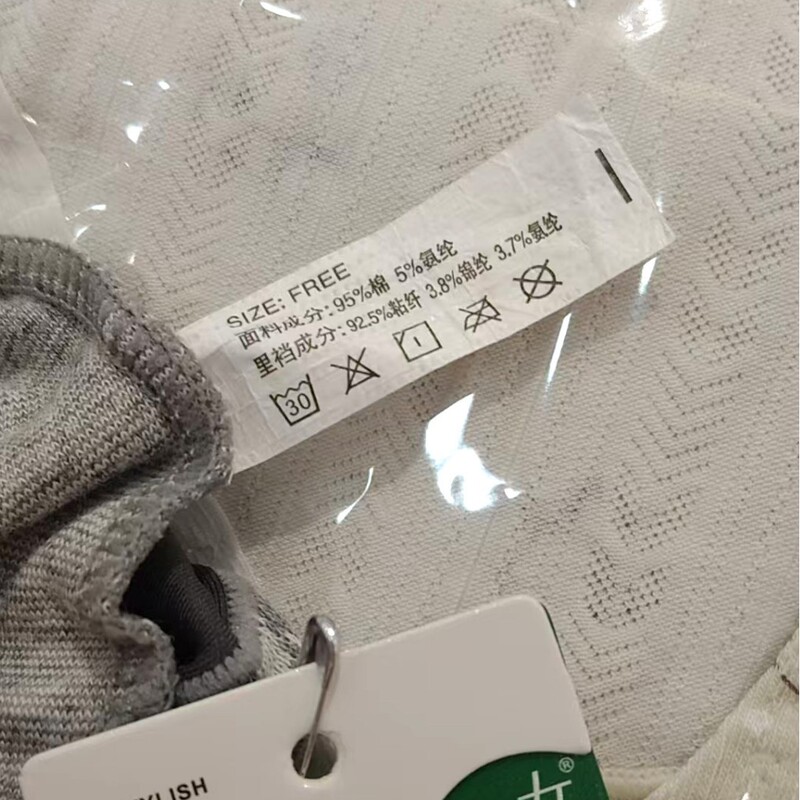 SIZE: FREE
面料成分: 95%棉 5%氨纶
里裆成分: 92.5%粘纤 3.8%锦纶 3.7%氨纶
30
YLISH
®